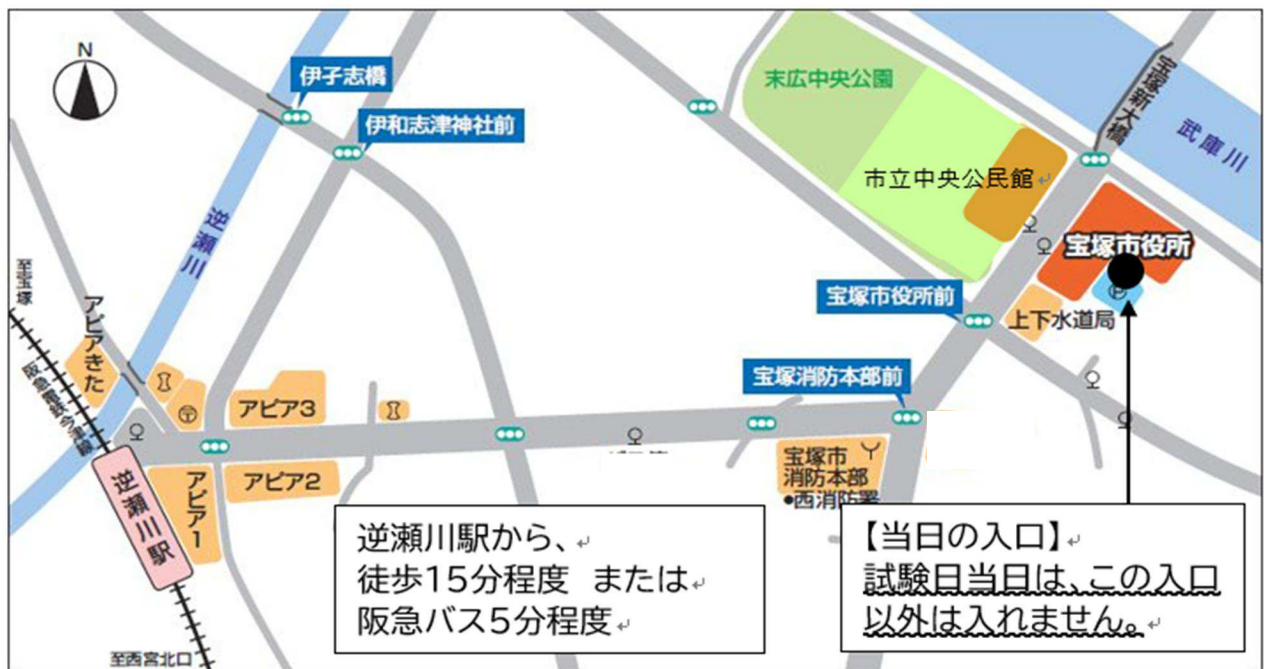 N
伊子志橋
伊和志津神社前
末広中央公園
市立中央公民館
宝塚新大橋
武庫川
逆瀬川
宝塚市役所
P
宝塚市役所前
上下水道局
宝塚消防本部前
至宝塚
アピアきた
阪急電鉄今津線
アピア3
アピア2
アピア1
逆瀬川駅
宝塚市
消防本部
●西消防署
至西宮北口
逆瀬川駅から、
徒歩15分程度 または
阪急バス5分程度
【当日の入口】
試験日当日は、この入口
以外は入れません。